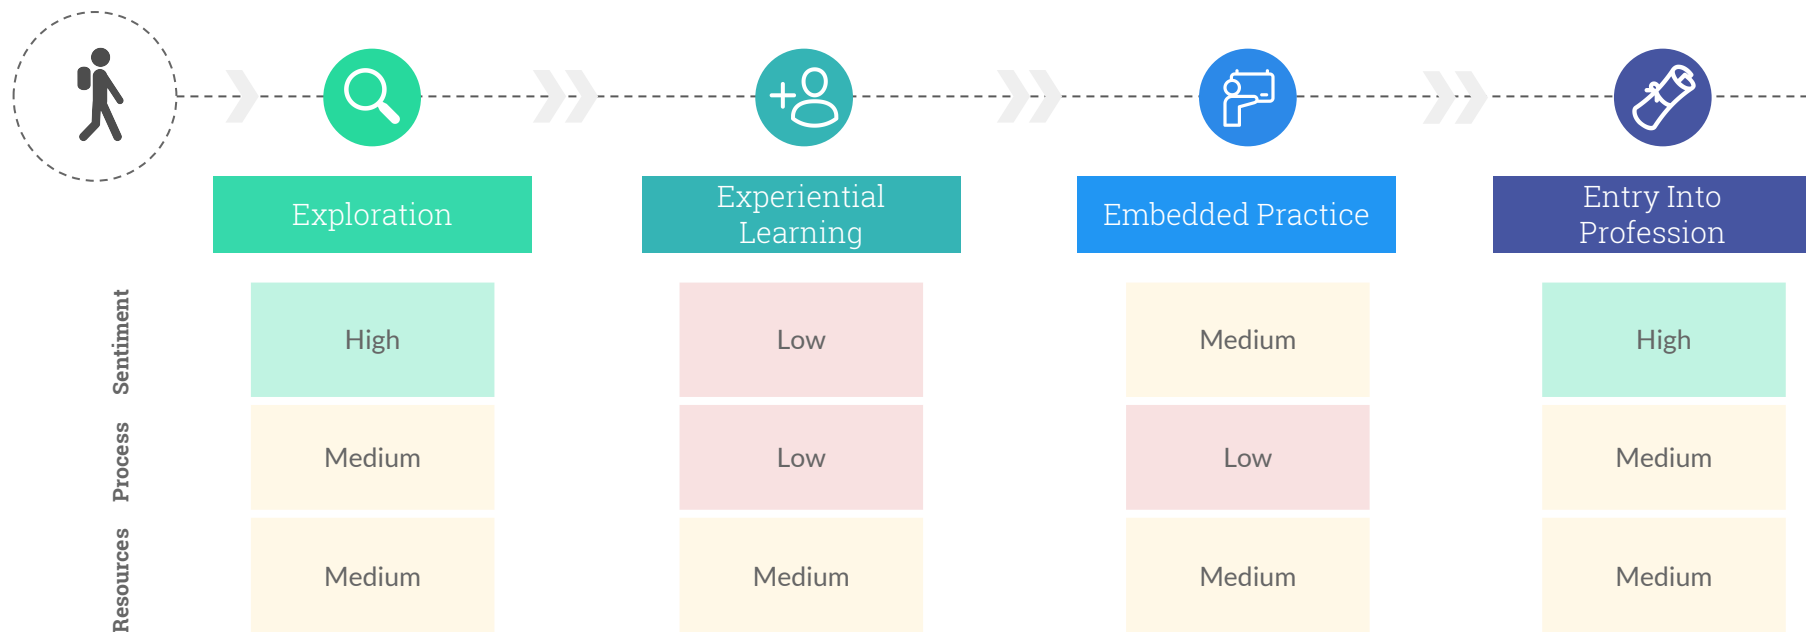 Exploration
Experiential
Learning
Embedded Practice
Entry Into
Profession
Sentiment
High
Low
Medium
High
Process
Medium
Low
Low
Medium
Resources
Medium
Medium
Medium
Medium